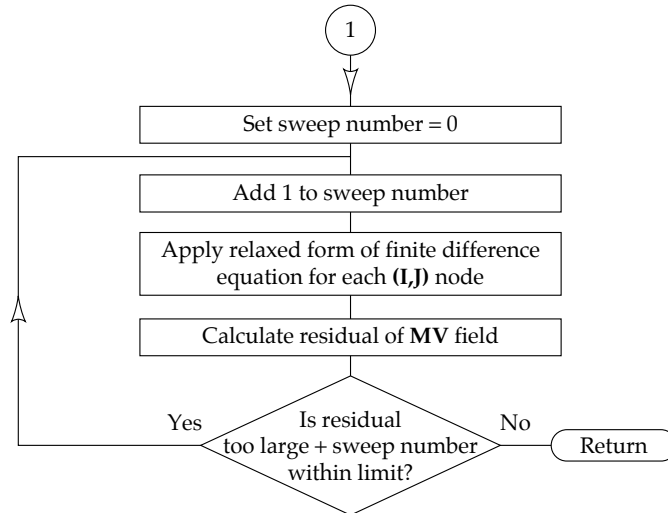 1
Set sweep number = 0
Add 1 to sweep number
Apply relaxed form of finite difference
equation for each (I,J) node
Calculate residual of MV field
Yes
Is residual
too large + sweep number
within limit?
No
Return